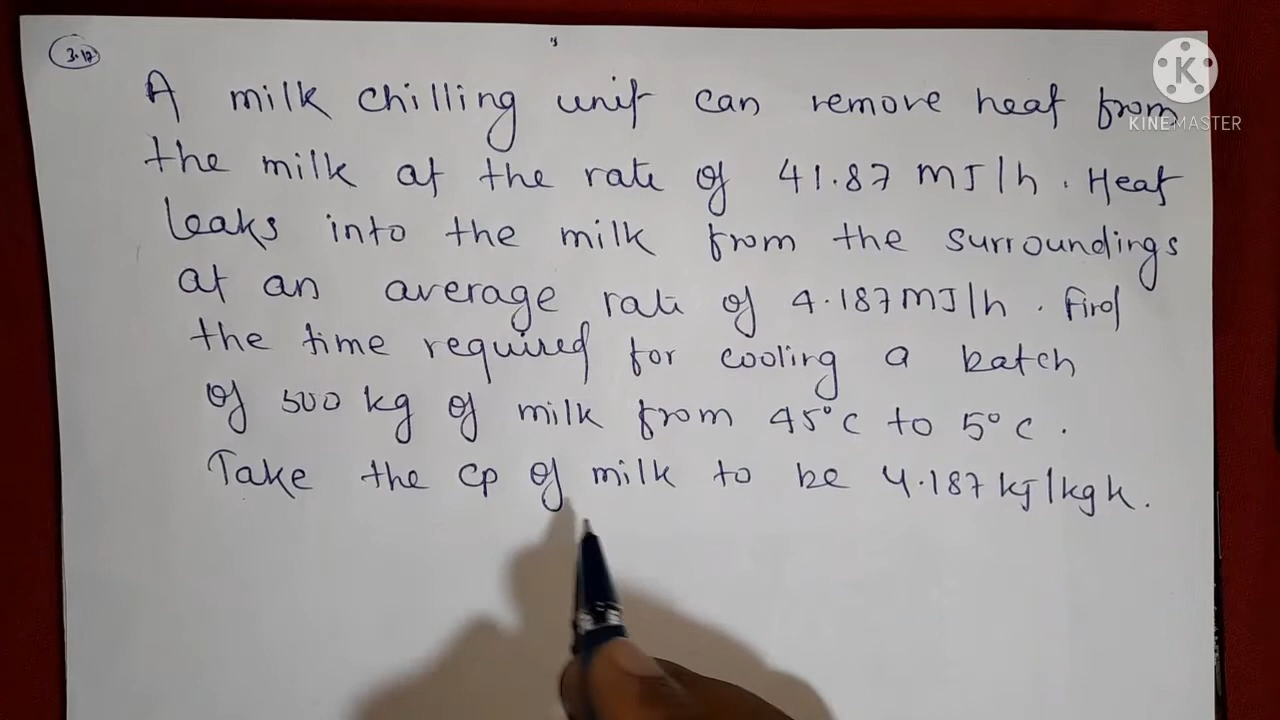 3.17
A milk chilling unit can remove heat from
the milk at the rate of 41.87 MJ/h. Heat
leaks into the milk from the surroundings
at an average rate of 4.187 MJ/h. Find
the time required for cooling a batch
of 500 kg of milk from 45°C to 5°C.
Take the cp of milk to be 4.187 kJ/kgK.
K
KINEMASTER